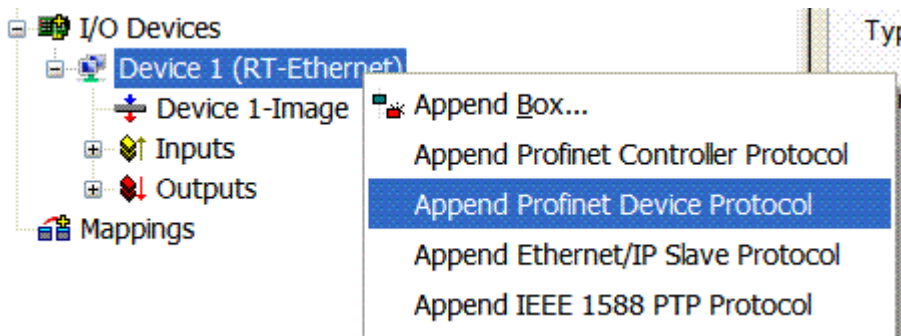 I/O Devices
Device 1 (RT-Ethernet)
Device 1-Image
Inputs
Outputs
Mappings
Append Box...
Append Profinet Controller Protocol
Append Profinet Device Protocol
Append Ethernet/IP Slave Protocol
Append IEEE 1588 PTP Protocol